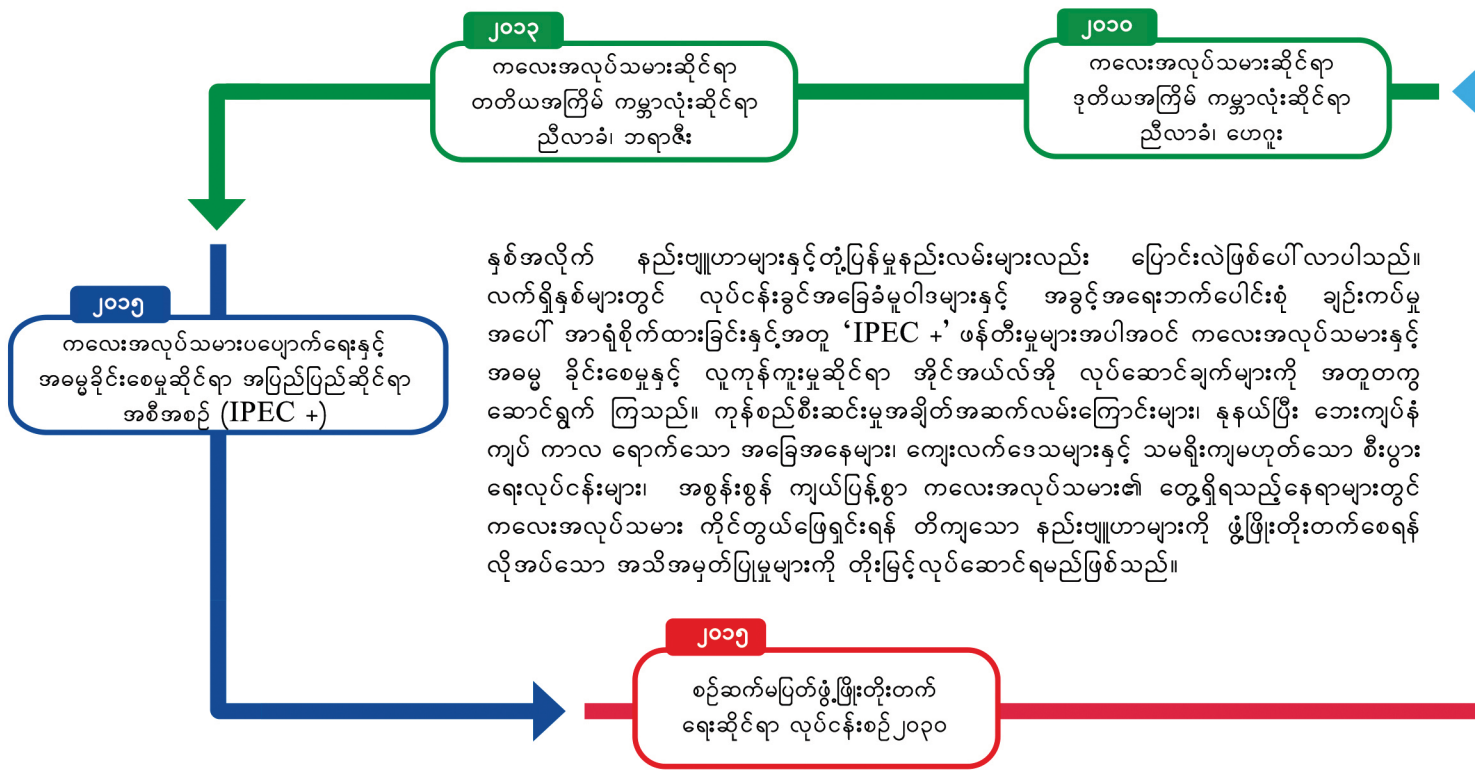 ၂၀၁၃
ကလေးအလုပ်သမားဆိုင်ရာ
တတိယအကြိမ် ကမ္ဘာလုံးဆိုင်ရာ
ညီလာခံ၊ ဘရာဇီး
၂၀၁၀
ကလေးအလုပ်သမားဆိုင်ရာ
ဒုတိယအကြိမ် ကမ္ဘာလုံးဆိုင်ရာ
ညီလာခံ၊ ဟေဂူး
နှစ်အလိုက် နည်းဗျူဟာများနှင့်တုံ့ပြန်မှုနည်းလမ်းများလည်း ပြောင်းလဲဖြစ်ပေါ်လာပါသည်။
လက်ရှိနှစ်များတွင် လုပ်ငန်းခွင်အခြေခံမူဝါဒများနှင့် အခွင့်အရေးဘက်ပေါင်းစုံ ချဉ်းကပ်မှု
အပေါ် အာရုံစိုက်ထားခြင်းနှင့်အတူ ‘IPEC +’ ဖန်တီးမှုများအပါအဝင် ကလေးအလုပ်သမားနှင့်
အဓမ္မ ခိုင်းစေမှုနှင့် လူကုန်ကူးမှုဆိုင်ရာ အိုင်အယ်လ်အို လုပ်ဆောင်ချက်များကို အတူတကွ
ဆောင်ရွက် ကြသည်။ ကုန်စည်စီးဆင်းမှုအချိတ်အဆက်လမ်းကြောင်းများ၊ နုနယ်ပြီး ဘေးကျပ်နံ
ကျပ် ကာလ ရောက်သော အခြေအနေများ၊ ကျေးလက်ဒေသများနှင့် သမရိုးကျမဟုတ်သော စီးပွား
ရေးလုပ်ငန်းများ၊ အစွန်းစွန် ကျယ်ပြန့်စွာ ကလေးအလုပ်သမား၏ တွေ့ရှိရသည့်နေရာများတွင်
ကလေးအလုပ်သမား ကိုင်တွယ်ဖြေရှင်းရန် တိကျသော နည်းဗျူဟာများကို ဖွံ့ဖြိုးတိုးတက်စေရန်
လိုအပ်သော အသိအမှတ်ပြုမှုများကို တိုးမြှင့်လုပ်ဆောင်ရမည်ဖြစ်သည်။
၂၀၁၅
ကလေးအလုပ်သမားပပျောက်ရေးနှင့်
အဓမ္မခိုင်းစေမှုဆိုင်ရာ အပြည်ပြည်ဆိုင်ရာ
အစီအစဉ် (IPEC +)
၂၀၁၅
စဉ်ဆက်မပြတ်ဖွံ့ဖြိုးတိုးတက်
ရေးဆိုင်ရာ လုပ်ငန်းစဉ်၂၀၃၀